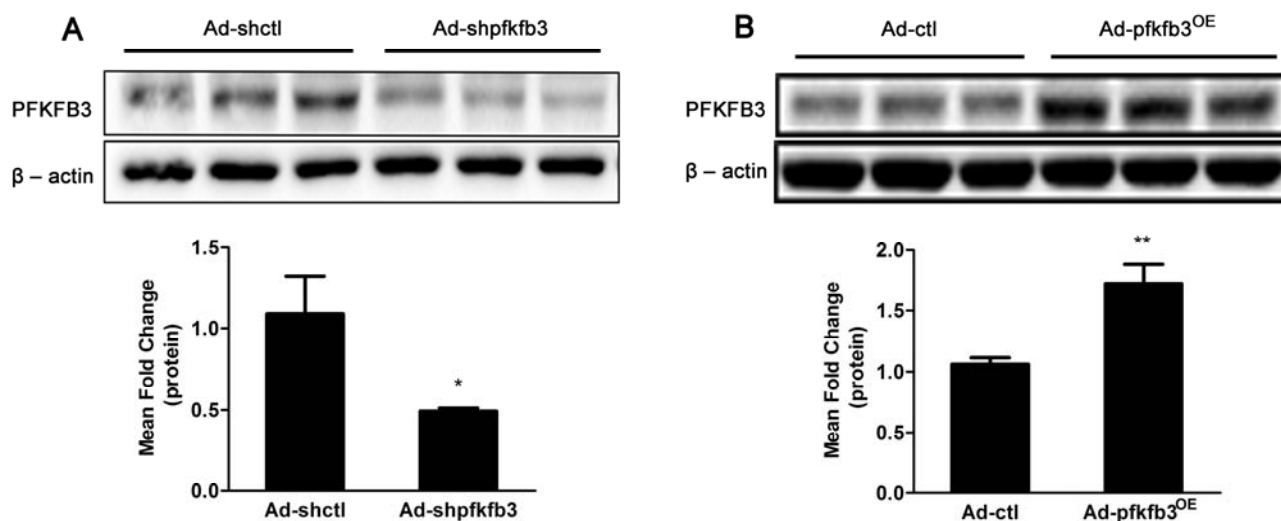 A
Ad-shctl
Ad-shpfkfb3
PFKFB3
β – actin
1.5
1.0
0.5
0.0
Mean Fold Change
(protein)
*
Ad-shctl
Ad-shpfkfb3
B
Ad-ctl
Ad-pfkfb3ᴼᴱ
PFKFB3
β – actin
2.0
1.5
1.0
0.5
0.0
Mean Fold Change
(protein)
**
Ad-ctl
Ad-pfkfb3ᴼᴱ